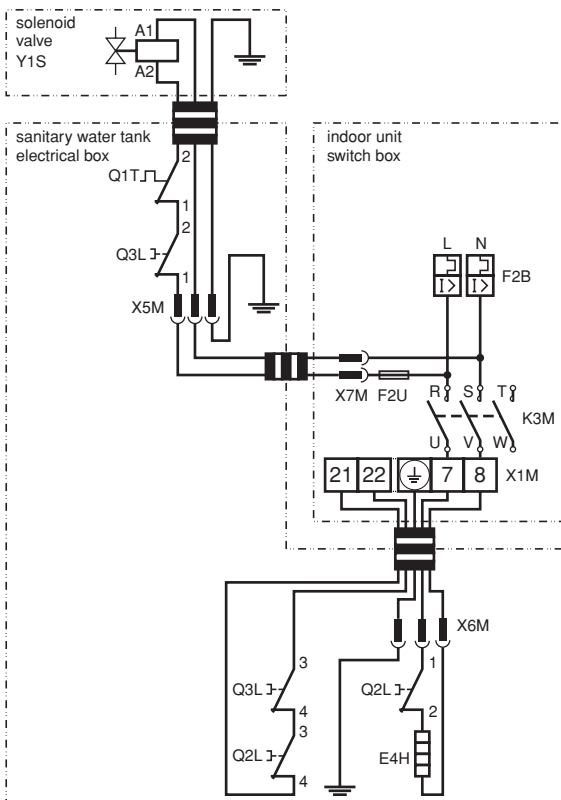 solenoid
valve
Y1S
A1
A2
sanitary water tank
electrical box
indoor unit
switch box
2
Q1T
1
2
Q3L
1
X5M
L N
F2B
I> I>
X7M F2U
R S T
K3M
U V W
21 22 7 8 X1M
X6M
3 1
Q3L Q2L
4 2
3
Q2L E4H
4